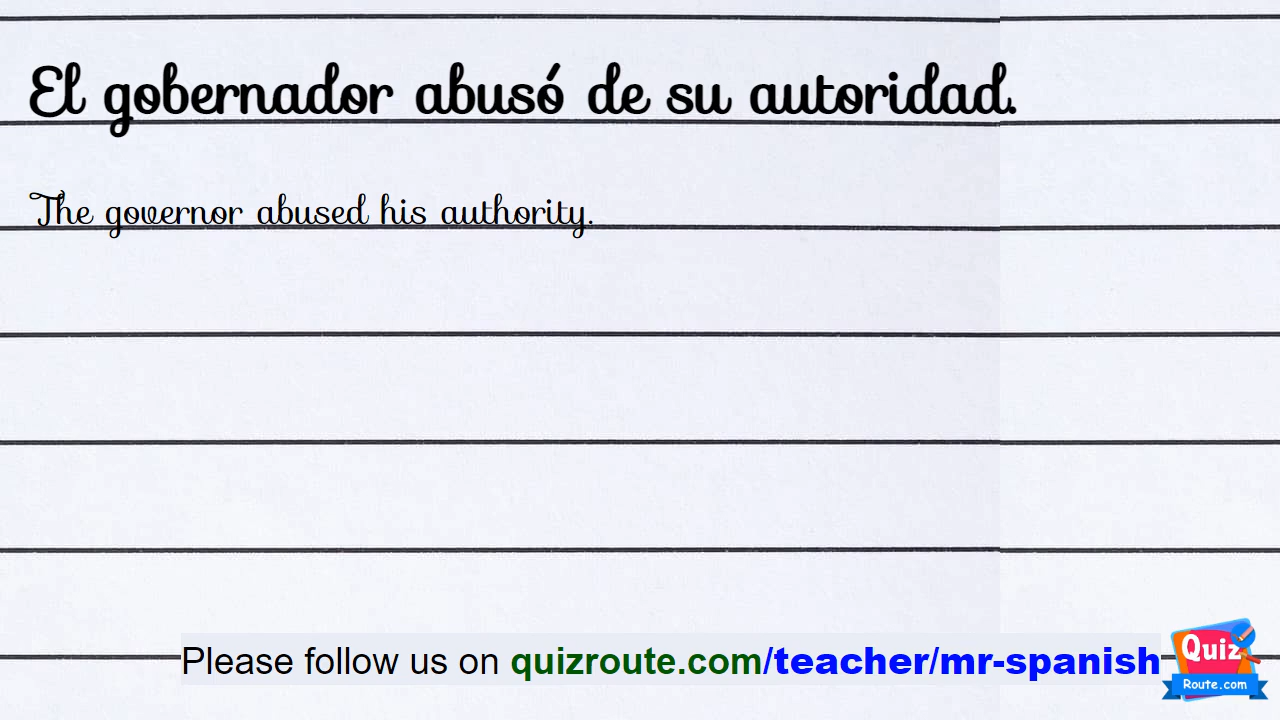 El gobernador abusó de su autoridad.
The governor abused his authority.
Please follow us on quizroute.com/teacher/mr-spanish
Quiz
Route.com